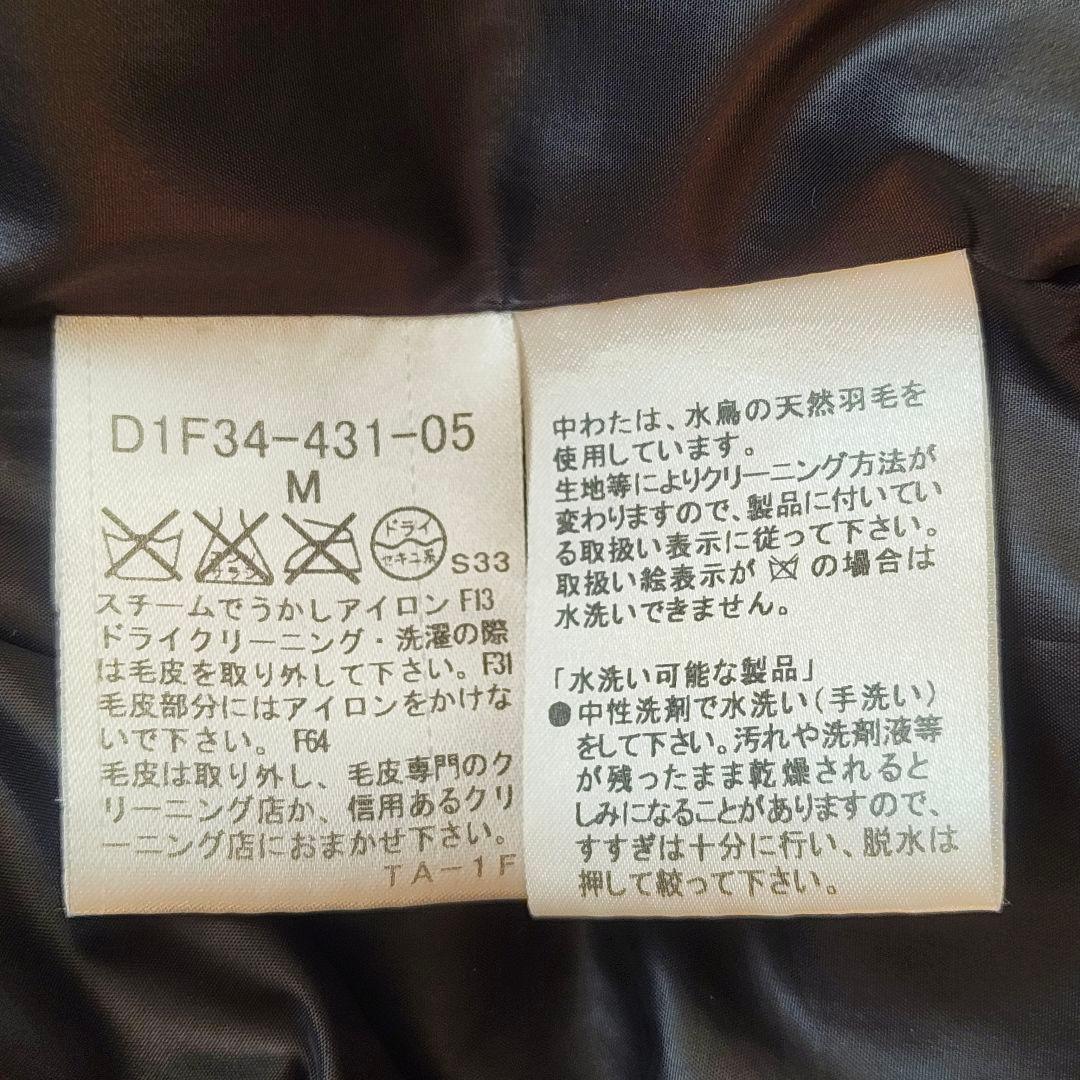 D1F34-431-05
M
エンソ
サラシ
ドライ
セキユ系
S33
スチームでうかしアイロン F13
ドライクリーニング・洗濯の際
は毛皮を取り外して下さい。F31
毛皮部分にはアイロンをかけな
いで下さい。 F64
毛皮は取り外し、毛皮専門のク
リーニング店か、信用あるクリ
ーニング店におまかせ下さい。
TA-1F
中わたは、水鳥の天然羽毛を
使用しています。
生地等によりクリーニング方法が
変わりますので、製品に付いてい
る取扱い表示に従って下さい。
取扱い絵表示が の場合は
水洗いできません。
「水洗い可能な製品」
●中性洗剤で水洗い(手洗い)
をして下さい。汚れや洗剤液等
が残ったまま乾燥されると
しみになることがありますので、
すすぎは十分に行い、脱水は
押して絞って下さい。